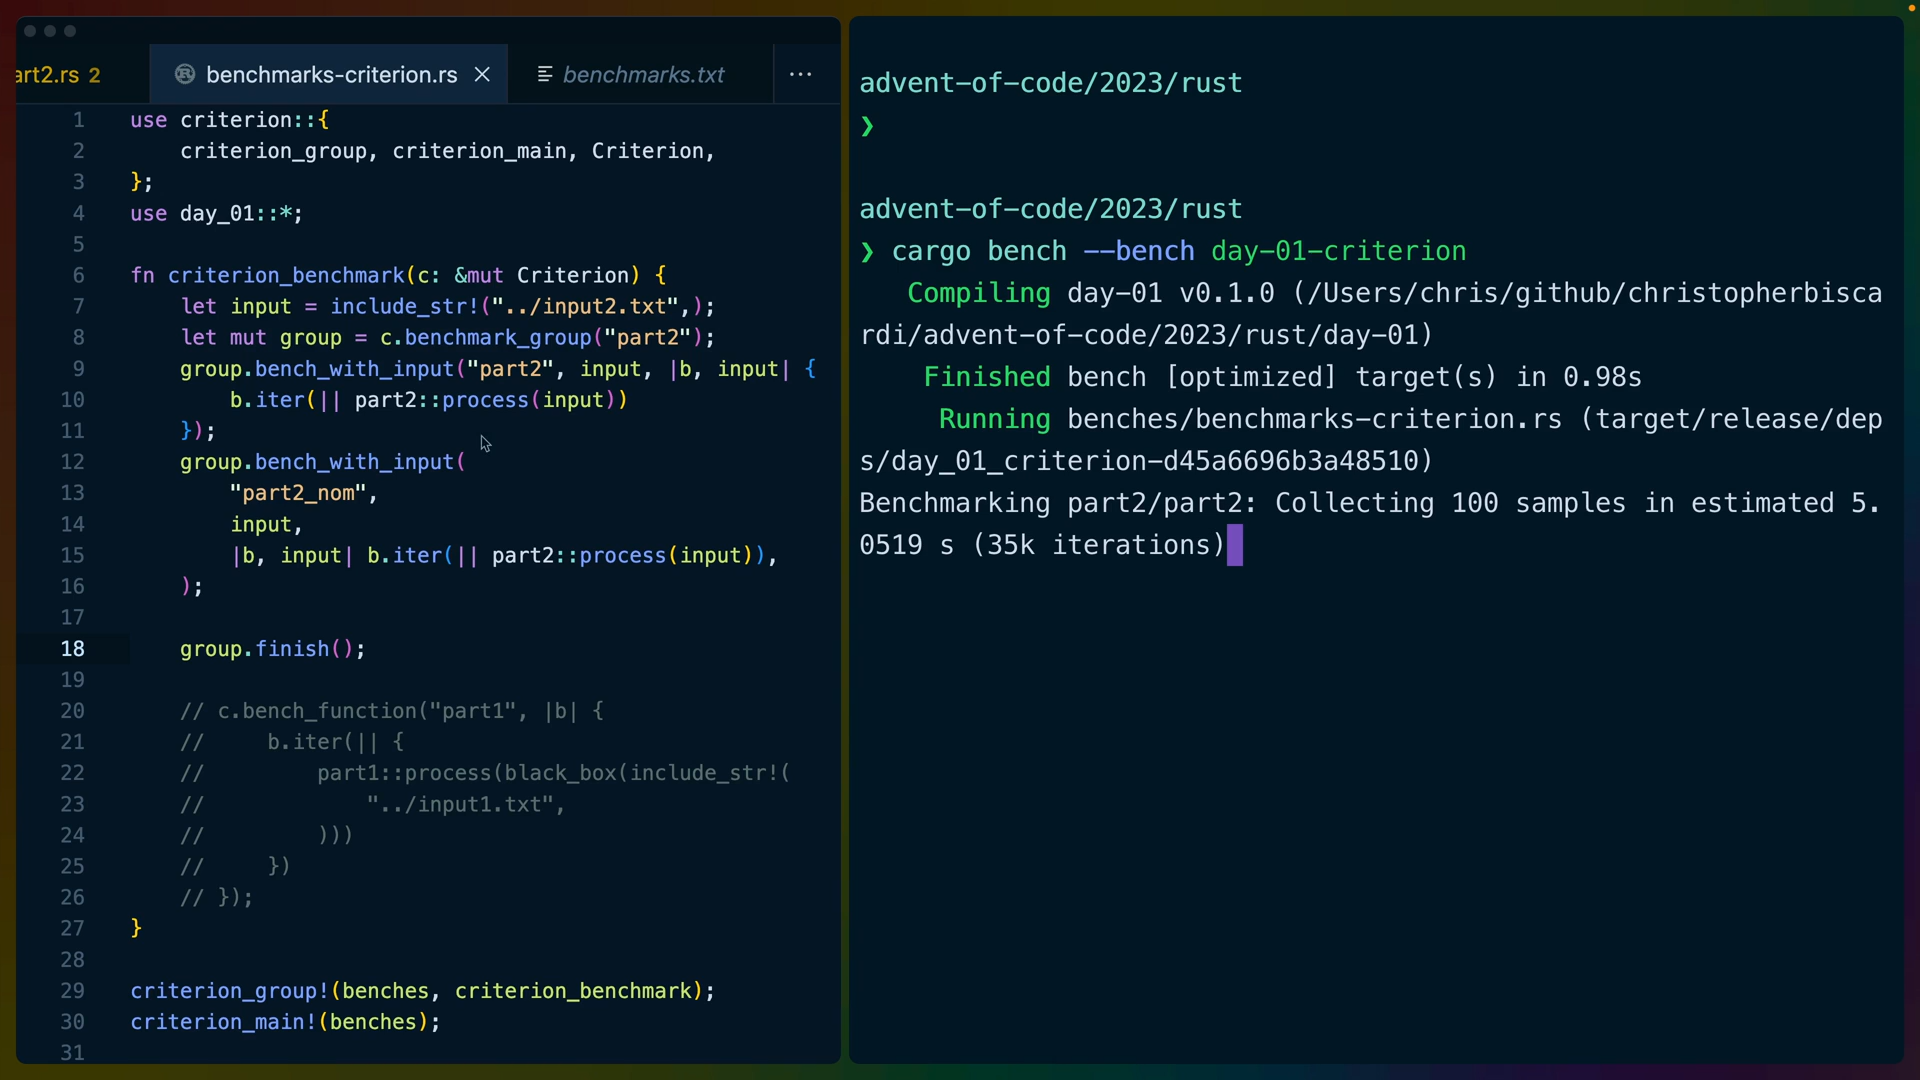 art2.rs 2
benchmarks-criterion.rs
benchmarks.txt
1 use criterion::{
2     criterion_group, criterion_main, Criterion,
3 };
4 use day_01::*;
5
6 fn criterion_benchmark(c: &mut Criterion) {
7     let input = include_str!("../input2.txt",);
8     let mut group = c.benchmark_group("part2");
9     group.bench_with_input("part2", input, |b, input| {
10         b.iter(|| part2::process(input))
11     });
12     group.bench_with_input(
13         "part2_nom",
14         input,
15         |b, input| b.iter(|| part2::process(input)),
16     );
17
18     group.finish();
19
20     // c.bench_function("part1", |b| {
21     //     b.iter(|| {
22     //         part1::process(black_box(include_str!(
23     //             "../input1.txt",
24     //         )))
25     //     })
26     // });
27 }
28
29 criterion_group!(benches, criterion_benchmark);
30 criterion_main!(benches);
31
advent-of-code/2023/rust
❯
advent-of-code/2023/rust
❯ cargo bench --bench day-01-criterion
   Compiling day-01 v0.1.0 (/Users/chris/github/christopherbisca
rdi/advent-of-code/2023/rust/day-01)
    Finished bench [optimized] target(s) in 0.98s
     Running benches/benchmarks-criterion.rs (target/release/dep
s/day_01_criterion-d45a6696b3a48510)
Benchmarking part2/part2: Collecting 100 samples in estimated 5.
0519 s (35k iterations)